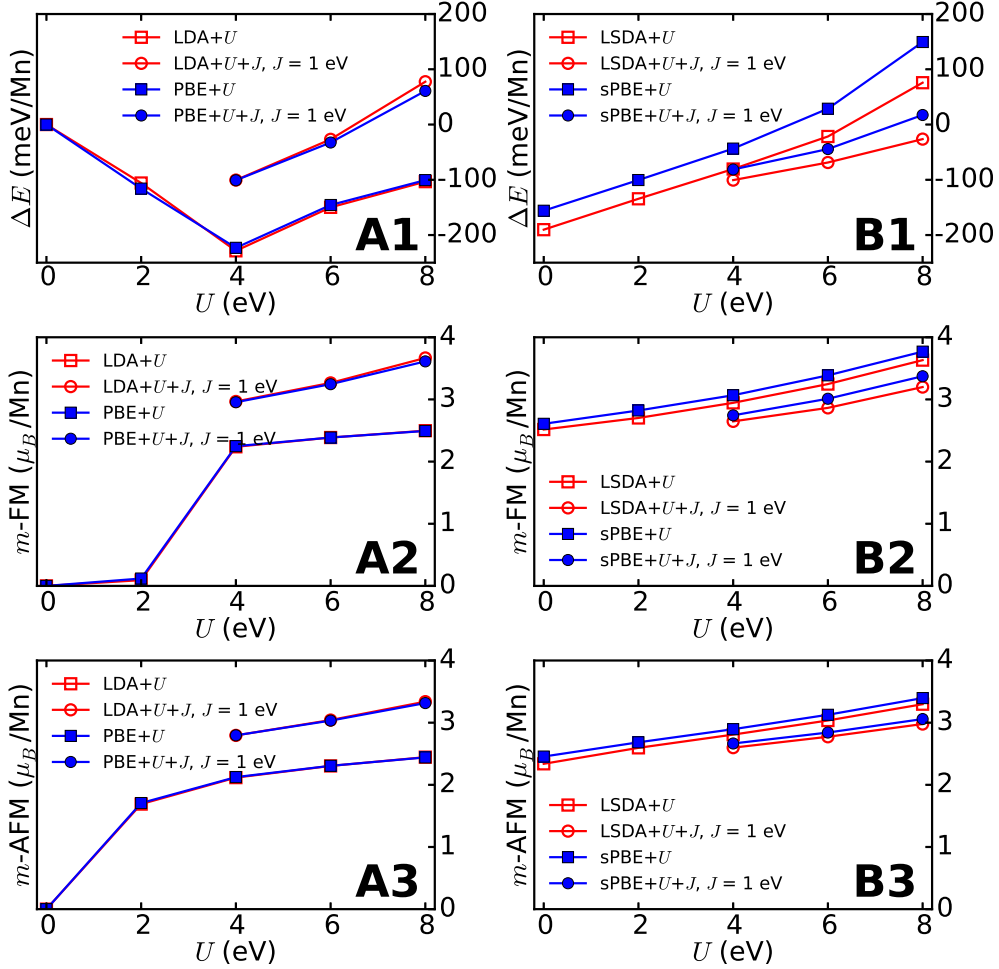 ΔE (meV/Mn)
LDA+U
LDA+U+J, J = 1 eV
PBE+U
PBE+U+J, J = 1 eV
200
100
0
-100
-200
A1
0 2 4 6 8
U (eV)
ΔE (meV/Mn)
LSDA+U
LSDA+U+J, J = 1 eV
sPBE+U
sPBE+U+J, J = 1 eV
200
100
0
-100
-200
B1
0 2 4 6 8
U (eV)
m-FM (μB/Mn)
LDA+U
LDA+U+J, J = 1 eV
PBE+U
PBE+U+J, J = 1 eV
4
3
2
1
0
A2
0 2 4 6 8
U (eV)
m-FM (μB/Mn)
LSDA+U
LSDA+U+J, J = 1 eV
sPBE+U
sPBE+U+J, J = 1 eV
4
3
2
1
0
B2
0 2 4 6 8
U (eV)
m-AFM (μB/Mn)
LDA+U
LDA+U+J, J = 1 eV
PBE+U
PBE+U+J, J = 1 eV
4
3
2
1
0
A3
0 2 4 6 8
U (eV)
m-AFM (μB/Mn)
LSDA+U
LSDA+U+J, J = 1 eV
sPBE+U
sPBE+U+J, J = 1 eV
4
3
2
1
0
B3
0 2 4 6 8
U (eV)